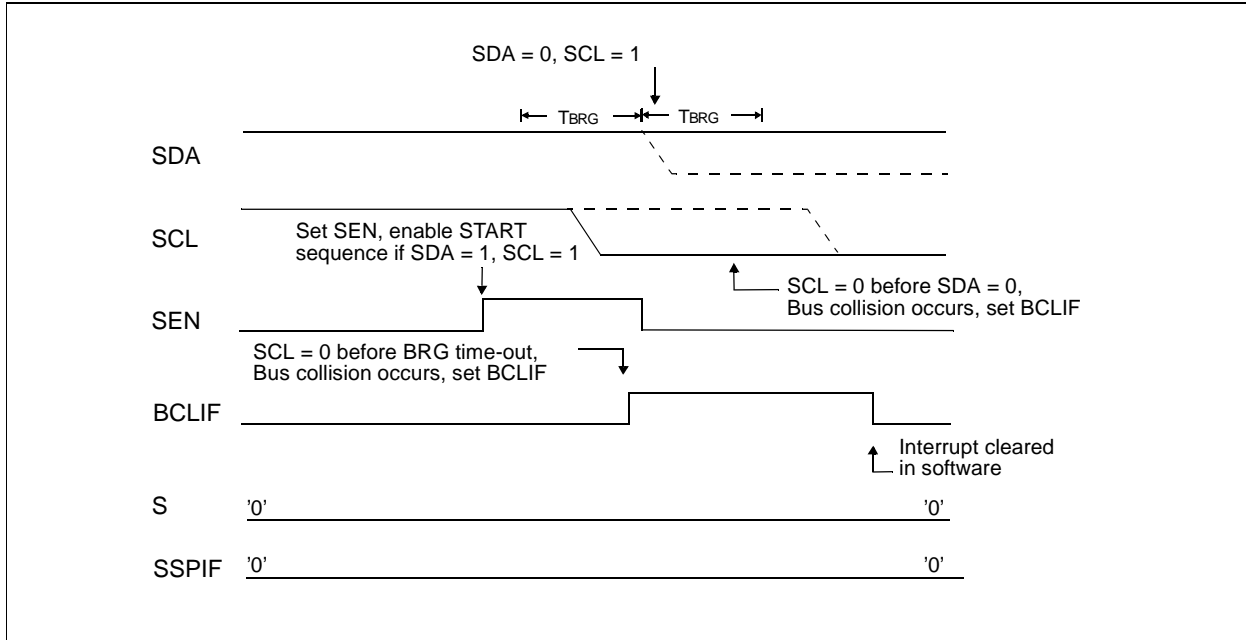 SDA = 0, SCL = 1
TBRG TBRG
SDA
SCL
Set SEN, enable START
sequence if SDA = 1, SCL = 1
SCL = 0 before SDA = 0,
Bus collision occurs, set BCLIF
SEN
SCL = 0 before BRG time-out,
Bus collision occurs, set BCLIF
BCLIF
Interrupt cleared
in software
S '0' '0'
SSPIF '0' '0'